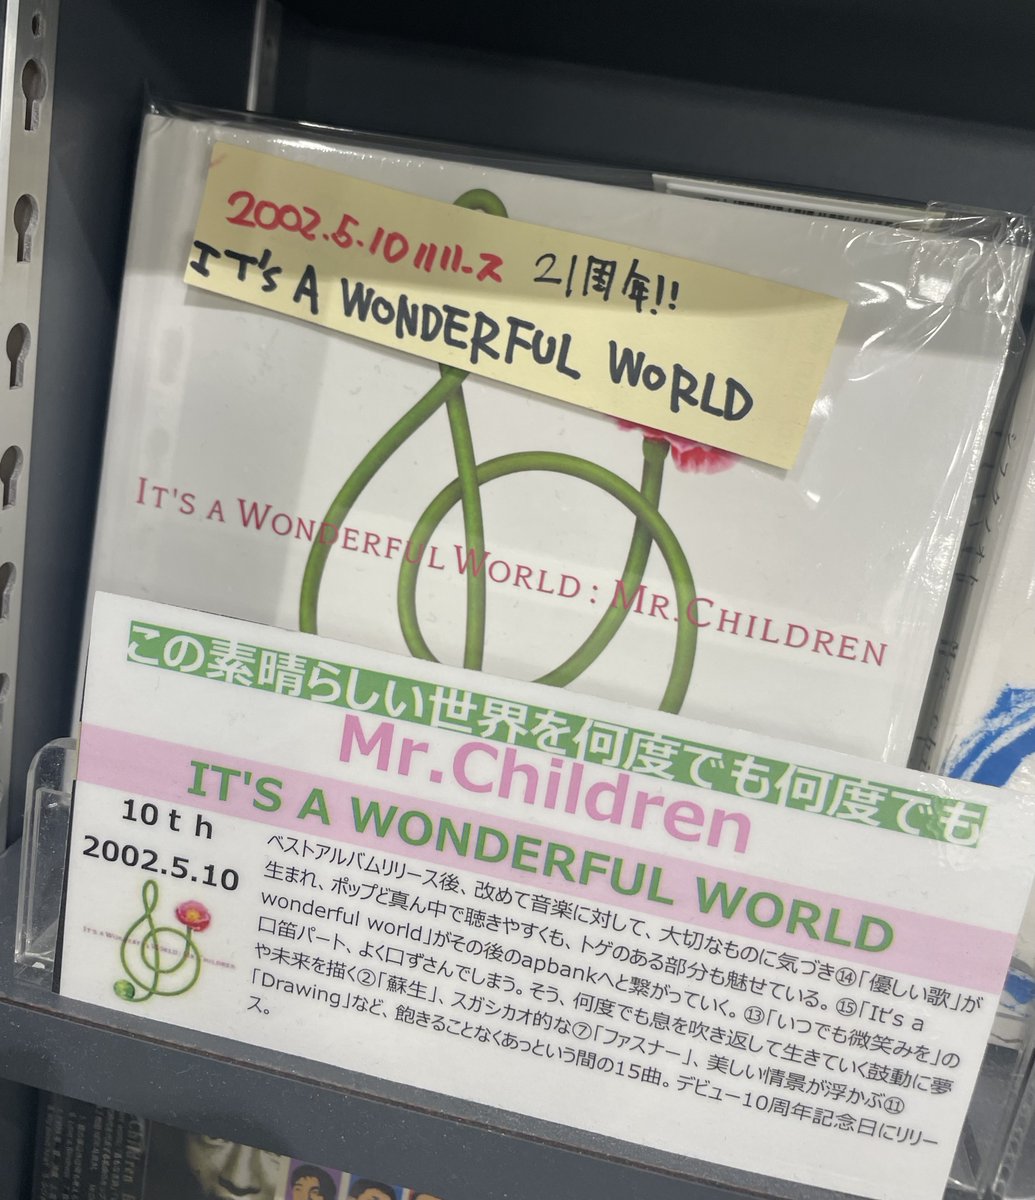 2002.5.10リリース 21周年!!
IT's A WONDERFUL WORLD
IT'S A WONDERFUL WORLD : MR.CHILDREN
この素晴らしい世界を何度でも何度でも
Mr.Children
IT'S A WONDERFUL WORLD
10th
2002.5.10
ベストアルバムリリース後、改めて音楽に対して、大切なものに気づき⑭「優しい歌」が
生まれ、ポップど真ん中で聴きやすくも、トゲのある部分も魅せている。⑮「It's a
wonderful world」がその後のapbankへと繋がっていく。⑬「いつでも微笑みを」の
口笛パート、よく口ずさんでしまう。そう、何度でも息を吹き返して生きていく鼓動に夢
や未来を描く②「蘇生」、スガシカオ的な⑦「ファスナー」、美しい情景が浮かぶ⑪
「Drawing」など、飽きることなくあっという間の15曲。デビュー10周年記念日にリリー
ス。
IT'S A WONDERFUL WORLD : MR.CHILDREN